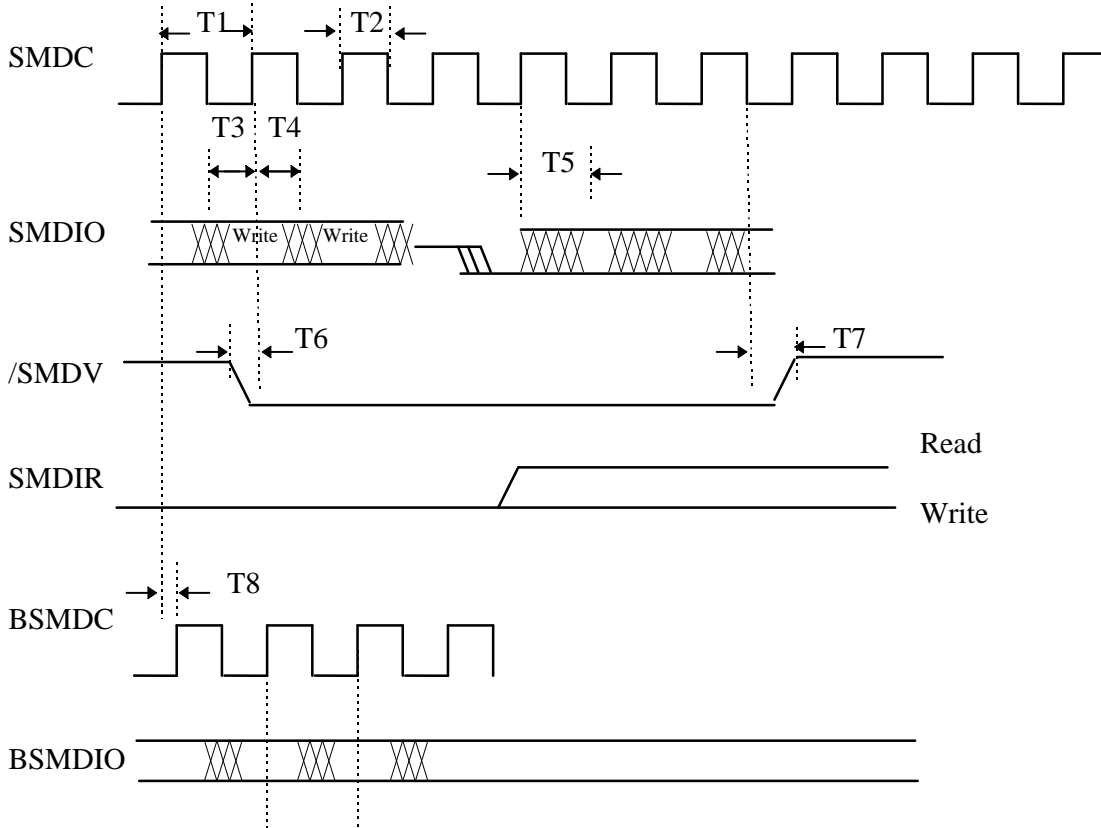 T1 T2
SMDC
T3 T4
T5
SMDIO Write Write
T6 T7
/SMDV
Read
SMDIR
Write
T8
BSMDC
BSMDIO